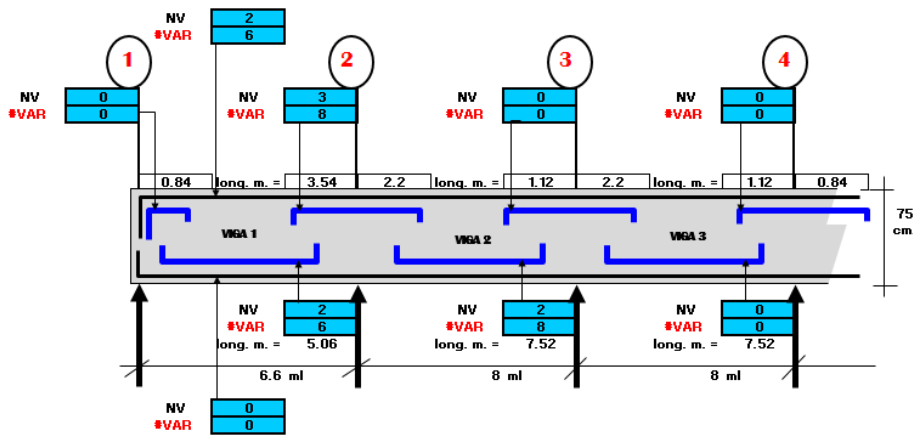 NV 2
#VAR 6
1 2 3 4
NV 0 NV 3 NV 0 NV 0
#VAR 0 #VAR 8 #VAR 0 #VAR 0
0.84 long. m. = 3.54 2.2 long. m. = 1.12 2.2 long. m. = 1.12 0.84
75
cm
VIGA 1 VIGA 2 VIGA 3
NV 2 NV 2 NV 0
#VAR 6 #VAR 8 #VAR 0
long. m. = 5.06 long. m. = 7.52 long. m. = 7.52
6.6 ml 8 ml 8 ml
NV 0
#VAR 0